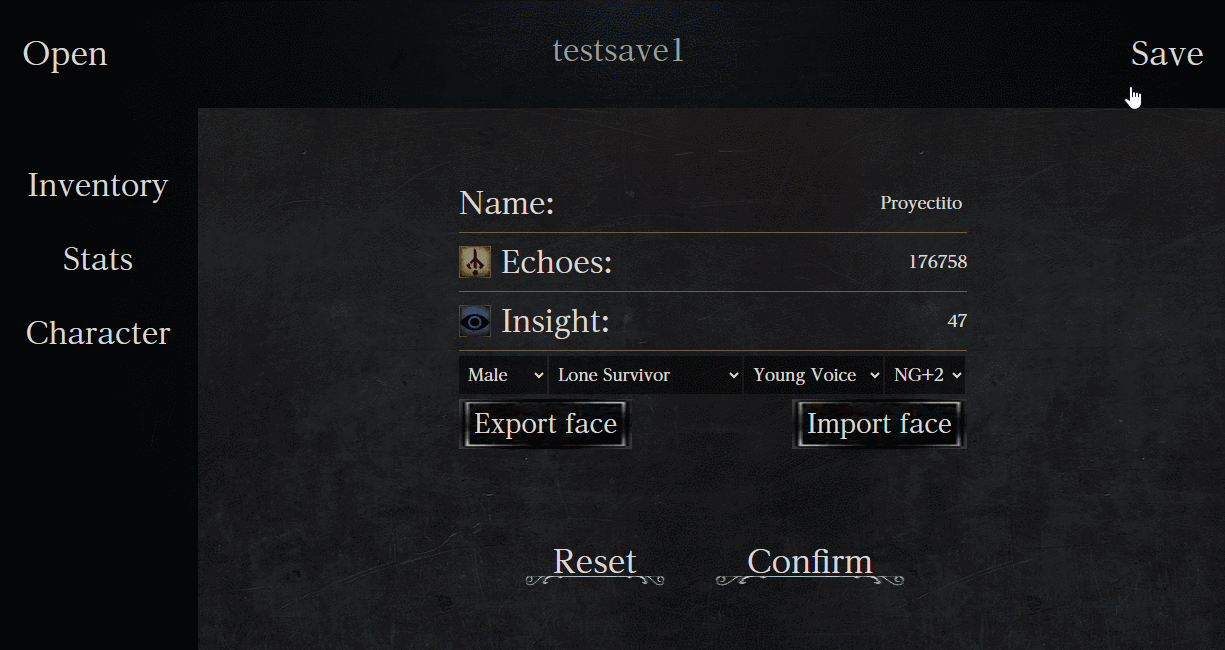 Open
testsave1
Save
Inventory
Stats
Character
Name: Proyectito
Echoes: 176758
Insight: 47
Male Lone Survivor Young Voice NG+2
Export face Import face
Reset Confirm